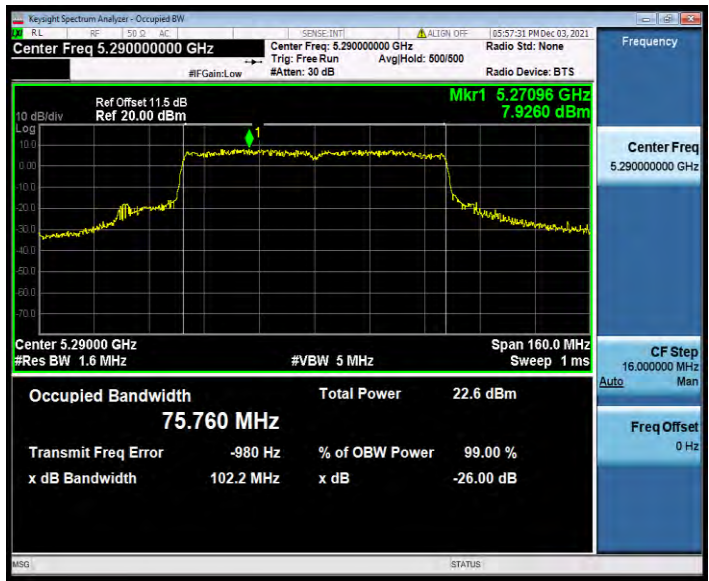 Keysight Spectrum Analyzer - Occupied BW
RL RF 50 Ω AC SENSE:INT ALIGN OFF 05:57:31 PM Dec 03, 2021
Center Freq 5.290000000 GHz
Center Freq: 5.290000000 GHz
Radio Std: None
Trig: Free Run
Avg|Hold: 500/500
#IFGain:Low
#Atten: 30 dB
Radio Device: BTS
Frequency
Ref Offset 11.5 dB
Mkr1 5.27096 GHz
10 dB/div
Ref 20.00 dBm
7.9260 dBm
Log
1
10.0
0.00
-10.0
-20.0
-30.0
-40.0
-50.0
-60.0
-70.0
Center 5.29000 GHz
Span 160.0 MHz
#Res BW 1.6 MHz
#VBW 5 MHz
Sweep 1 ms
Occupied Bandwidth
75.760 MHz
Total Power 22.6 dBm
Transmit Freq Error -980 Hz
% of OBW Power 99.00 %
x dB Bandwidth 102.2 MHz
x dB -26.00 dB
Center Freq
5.290000000 GHz
CF Step
16.000000 MHz
Auto Man
Freq Offset
0 Hz
MSG
STATUS